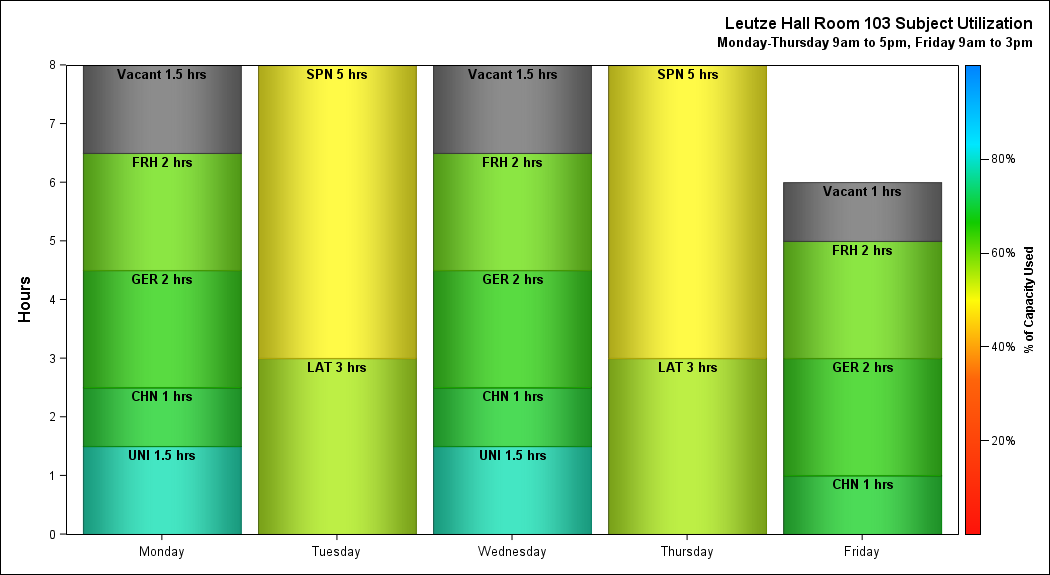 Leutze Hall Room 103 Subject Utilization
Monday-Thursday 9am to 5pm, Friday 9am to 3pm
Hours
8
7
6
5
4
3
2
1
0
Vacant 1.5 hrs
FRH 2 hrs
GER 2 hrs
CHN 1 hrs
UNI 1.5 hrs
SPN 5 hrs
LAT 3 hrs
Vacant 1.5 hrs
FRH 2 hrs
GER 2 hrs
CHN 1 hrs
UNI 1.5 hrs
SPN 5 hrs
LAT 3 hrs
Vacant 1 hrs
FRH 2 hrs
GER 2 hrs
CHN 1 hrs
Monday
Tuesday
Wednesday
Thursday
Friday
80%
60%
40%
20%
% of Capacity Used